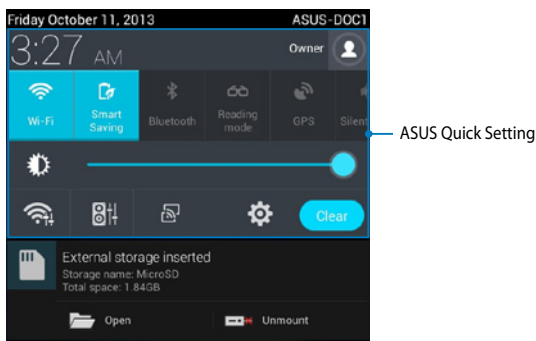 Friday October 11, 2013 ASUS-DOC1
3:27 AM Owner
Wi-Fi Smart Saving Bluetooth Reading mode GPS Silent
ASUS Quick Setting
Clear
External storage inserted
Storage name: MicroSD
Total space: 1.84GB
Open Unmount